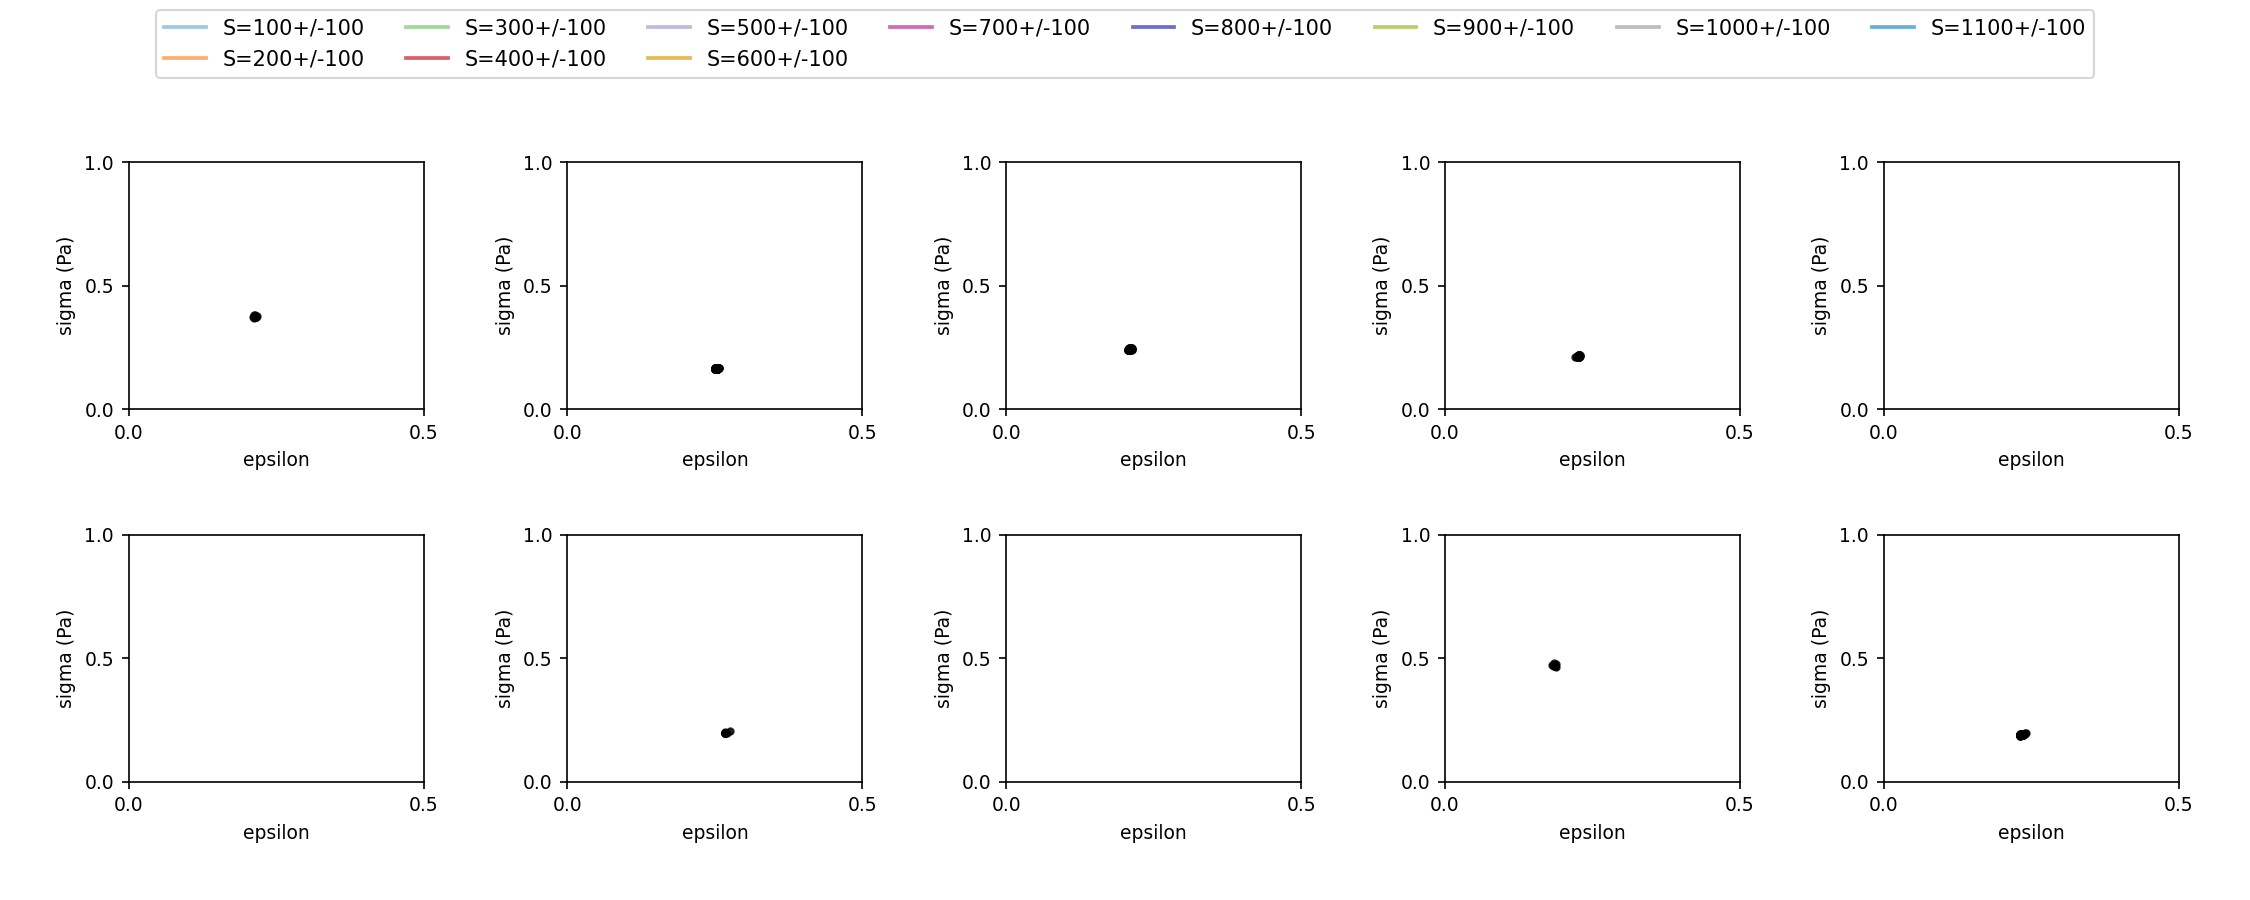 S=100+/-100 S=300+/-100 S=500+/-100 S=700+/-100 S=800+/-100 S=900+/-100 S=1000+/-100 S=1100+/-100
S=200+/-100 S=400+/-100 S=600+/-100
1.0 1.0 1.0 1.0 1.0
sigma (Pa) sigma (Pa) sigma (Pa) sigma (Pa) sigma (Pa)
0.5 0.5 0.5 0.5 0.5
0.0 0.0 0.0 0.0 0.0
0.0 0.5 0.0 0.5 0.0 0.5 0.0 0.5 0.0 0.5
epsilon epsilon epsilon epsilon epsilon
1.0 1.0 1.0 1.0 1.0
sigma (Pa) sigma (Pa) sigma (Pa) sigma (Pa) sigma (Pa)
0.5 0.5 0.5 0.5 0.5
0.0 0.0 0.0 0.0 0.0
0.0 0.5 0.0 0.5 0.0 0.5 0.0 0.5 0.0 0.5
epsilon epsilon epsilon epsilon epsilon